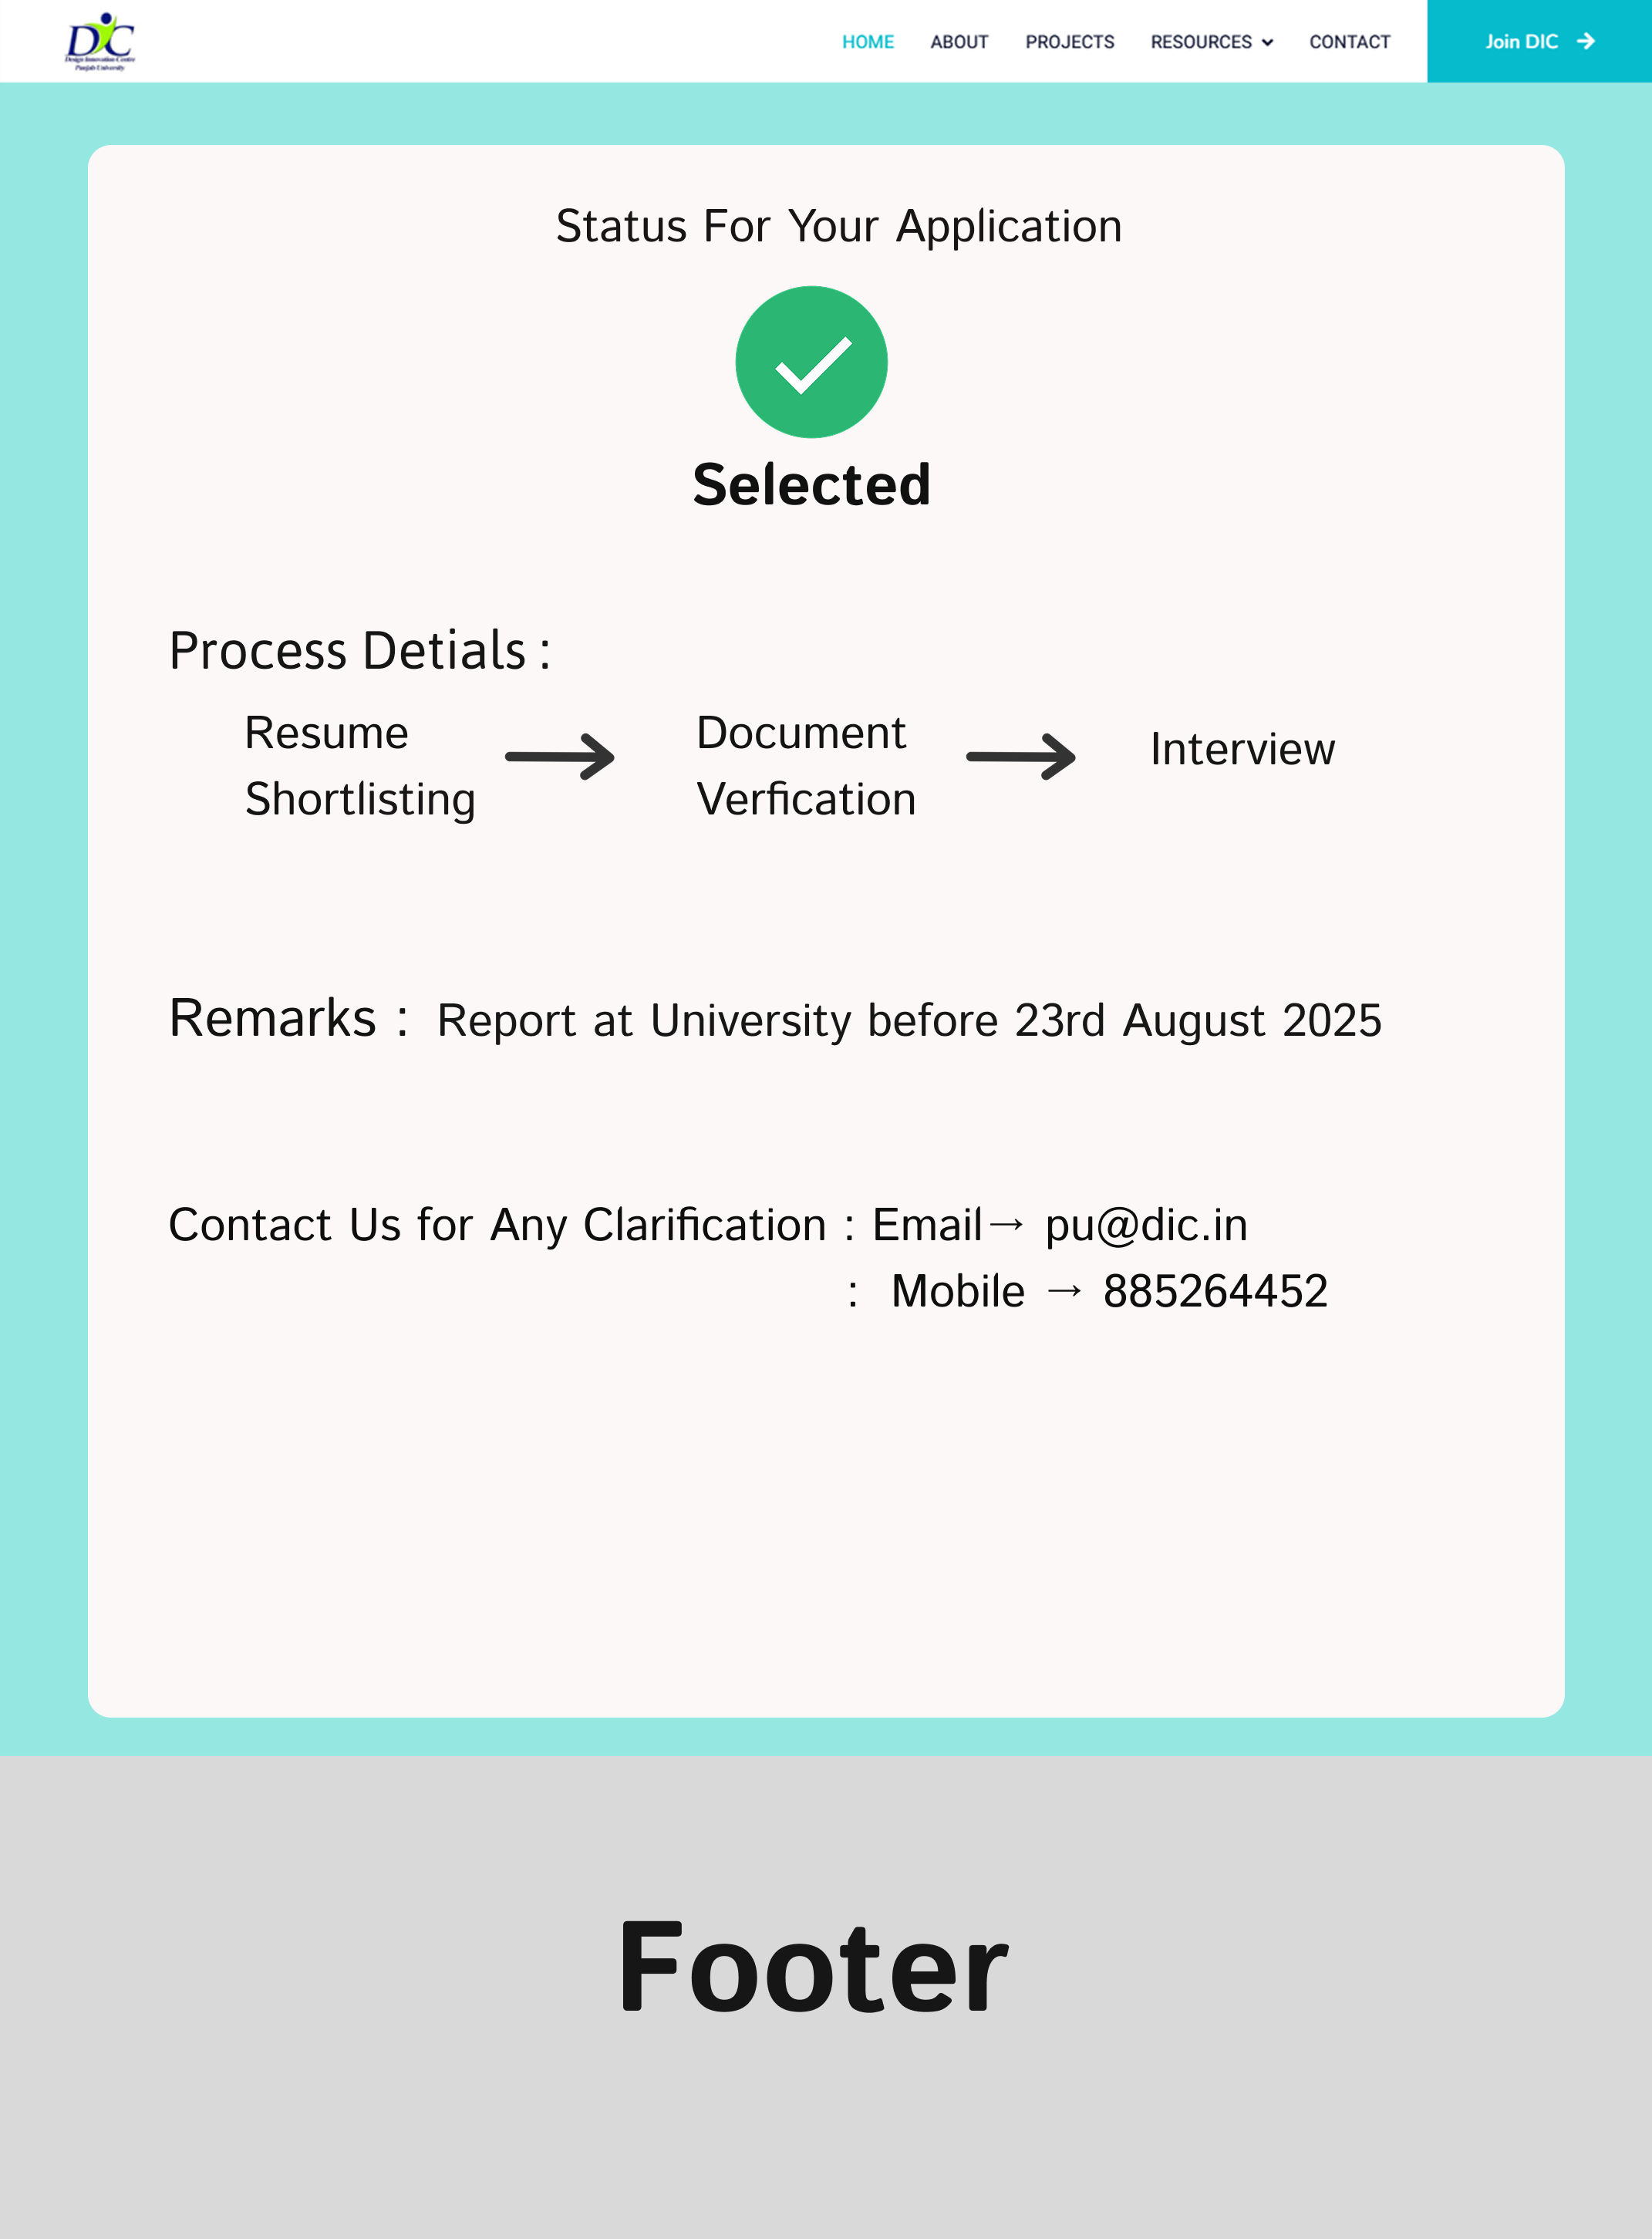 DIC
Design Innovation Centre
Panjab University
HOME ABOUT PROJECTS RESOURCES CONTACT Join DIC →
Status For Your Application
Selected
Process Detials :
Resume
Shortlisting
Document
Verfication
Interview
Remarks : Report at University before 23rd August 2025
Contact Us for Any Clarification : Email→ pu@dic.in
: Mobile → 885264452
Footer